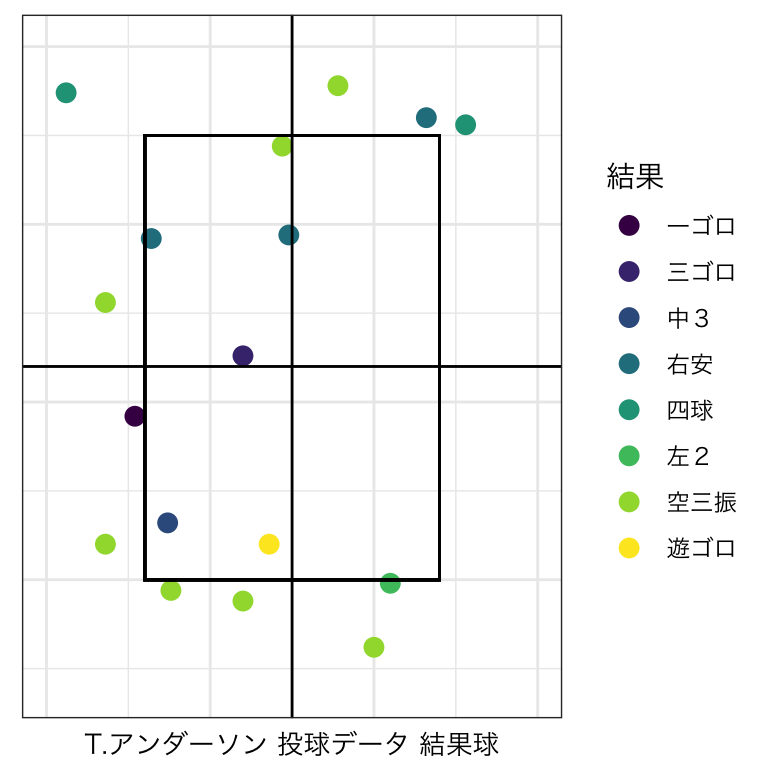 結果
一ゴロ
三ゴロ
中３
右安
四球
左２
空三振
遊ゴロ
T.アンダーソン 投球データ 結果球